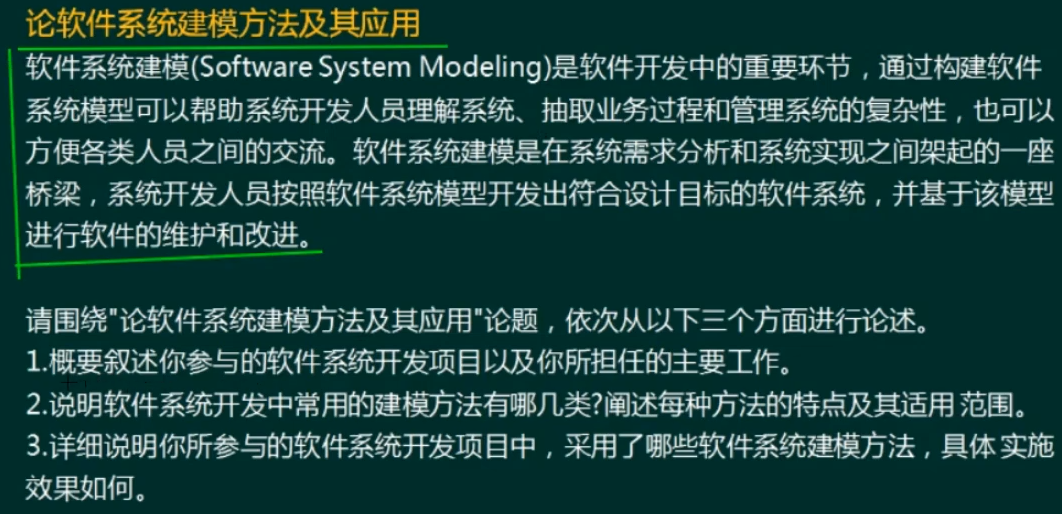 论软件系统建模方法及其应用
软件系统建模(Software System Modeling)是软件开发中的重要环节，通过构建软件
系统模型可以帮助系统开发人员理解系统、抽取业务过程和管理系统的复杂性，也可以
方便各类人员之间的交流。软件系统建模是在系统需求分析和系统实现之间架起的一座
桥梁，系统开发人员按照软件系统模型开发出符合设计目标的软件系统，并基于该模型
进行软件的维护和改进。
请围绕"论软件系统建模方法及其应用"论题，依次从以下三个方面进行论述。
1.概要叙述你参与的软件系统开发项目以及你所担任的主要工作。
2.说明软件系统开发中常用的建模方法有哪几类?阐述每种方法的特点及其适用 范围。
3.详细说明你所参与的软件系统开发项目中，采用了哪些软件系统建模方法，具体 实施
效果如何。